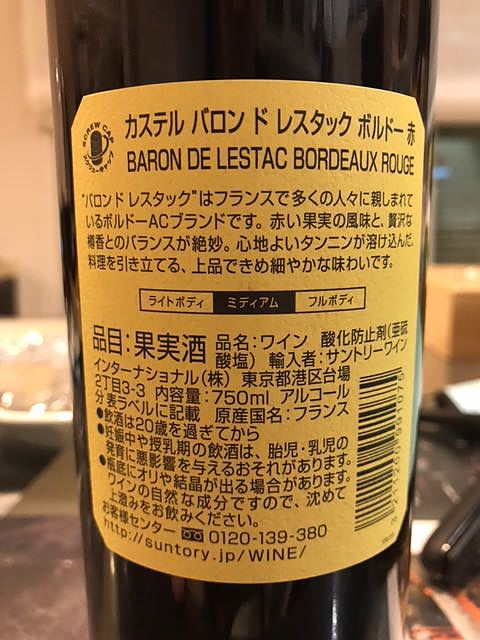 SCREW CAP
スクリューキャップ
カステル バロン ド レスタック ボルドー 赤
BARON DE LESTAC BORDEAUX ROUGE
"バロン ド レスタック"はフランスで多くの人々に親しまれて
いるボルドーACブランドです。赤い果実の風味と、贅沢な
樽香とのバランスが絶妙。心地よいタンニンが溶け込んだ、
料理を引き立てる、上品できめ細やかな味わいです。
ライトボディ ミディアム フルボディ
品目:果実酒 品名:ワイン 酸化防止剤(亜硫
酸塩) 輸入者:サントリーワイン
インターナショナル(株) 東京都港区台場
2丁目3-3 内容量:750ml アルコール
分表ラベルに記載 原産国名:フランス
●飲酒は20歳を過ぎてから
●妊娠中や授乳期の飲酒は、胎児・乳児の
発育に悪影響を与えるおそれがあります。
●瓶底にオリや結晶が出る場合があります。
ワインの自然な成分ですので、沈めて
上澄みをお飲みください。
お客様センター 0120-139-380
http://suntory.jp/WINE/